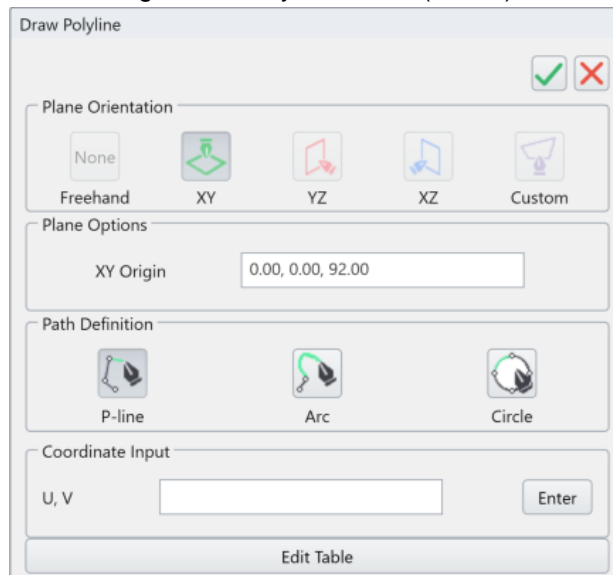 Draw Polyline
Plane Orientation
None
Freehand XY YZ XZ Custom
Plane Options
XY Origin 0.00, 0.00, 92.00
Path Definition
P-line Arc Circle
Coordinate Input
U, V Enter
Edit Table